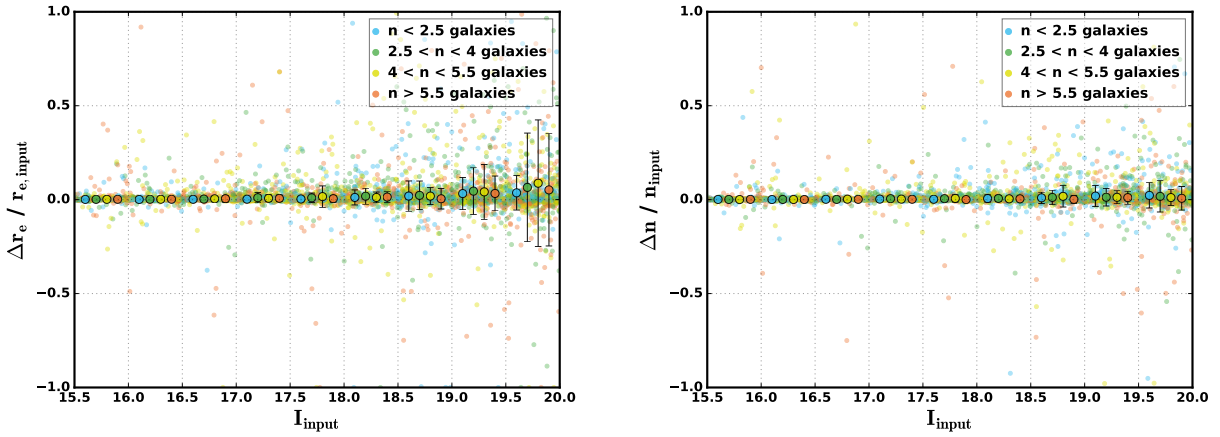 1.0
0.5
0.0
−0.5
−1.0
Δr_e / r_e, input
n < 2.5 galaxies
2.5 < n < 4 galaxies
4 < n < 5.5 galaxies
n > 5.5 galaxies
15.5 16.0 16.5 17.0 17.5 18.0 18.5 19.0 19.5 20.0
I_input
1.0
0.5
0.0
−0.5
−1.0
Δn / n_input
n < 2.5 galaxies
2.5 < n < 4 galaxies
4 < n < 5.5 galaxies
n > 5.5 galaxies
15.5 16.0 16.5 17.0 17.5 18.0 18.5 19.0 19.5 20.0
I_input